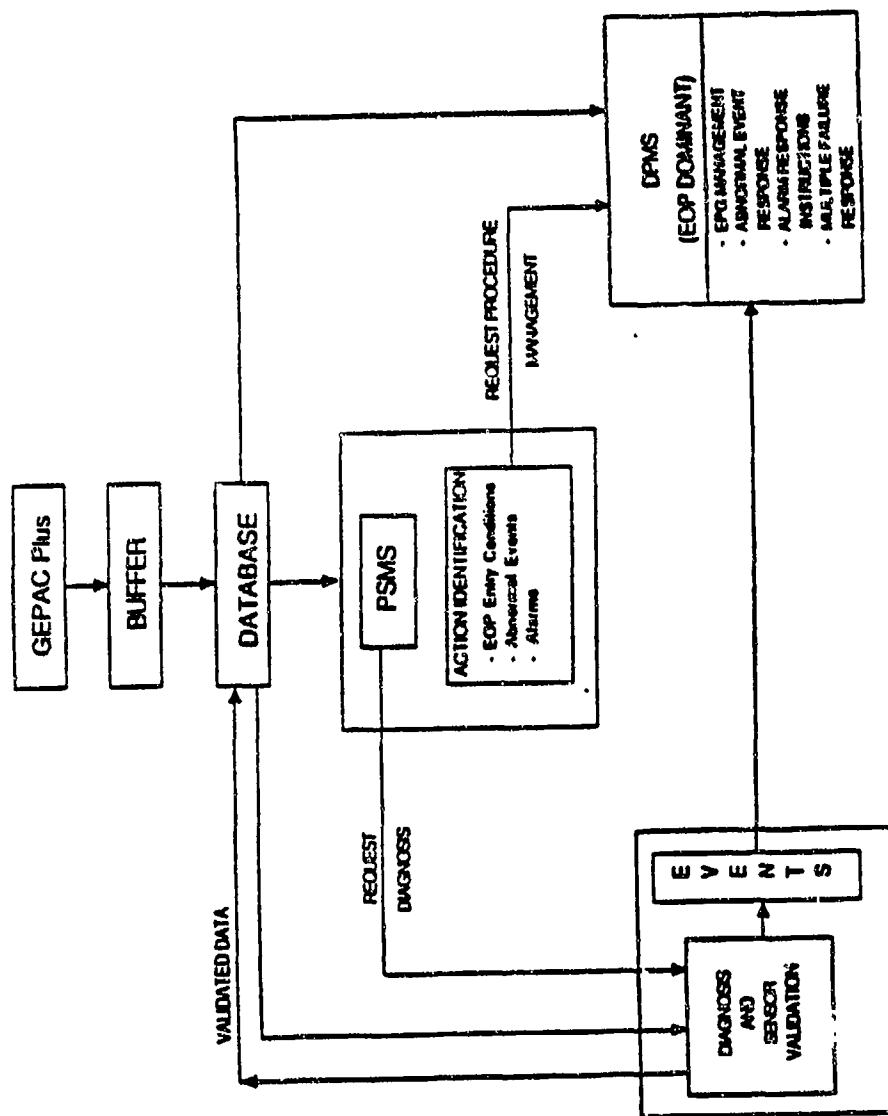 GEPAC Plus
BUFFER
DATABASE
VALIDATED DATA
REQUEST
DIAGNOSIS
PSMS
ACTION IDENTIFICATION
- EOP Entry Conditions
- Abnormal Events
- Alarms
REQUEST PROCEDURE
MANAGEMENT
DIAGNOSIS
AND
SENSOR
VALIDATION
E V E N T S
DPMS
(EOP DOMINANT)
- EPG MANAGEMENT
- ABNORMAL EVENT
RESPONSE
- ALARM RESPONSE
INSTRUCTIONS
- MULTIPLE FAILURE
RESPONSE